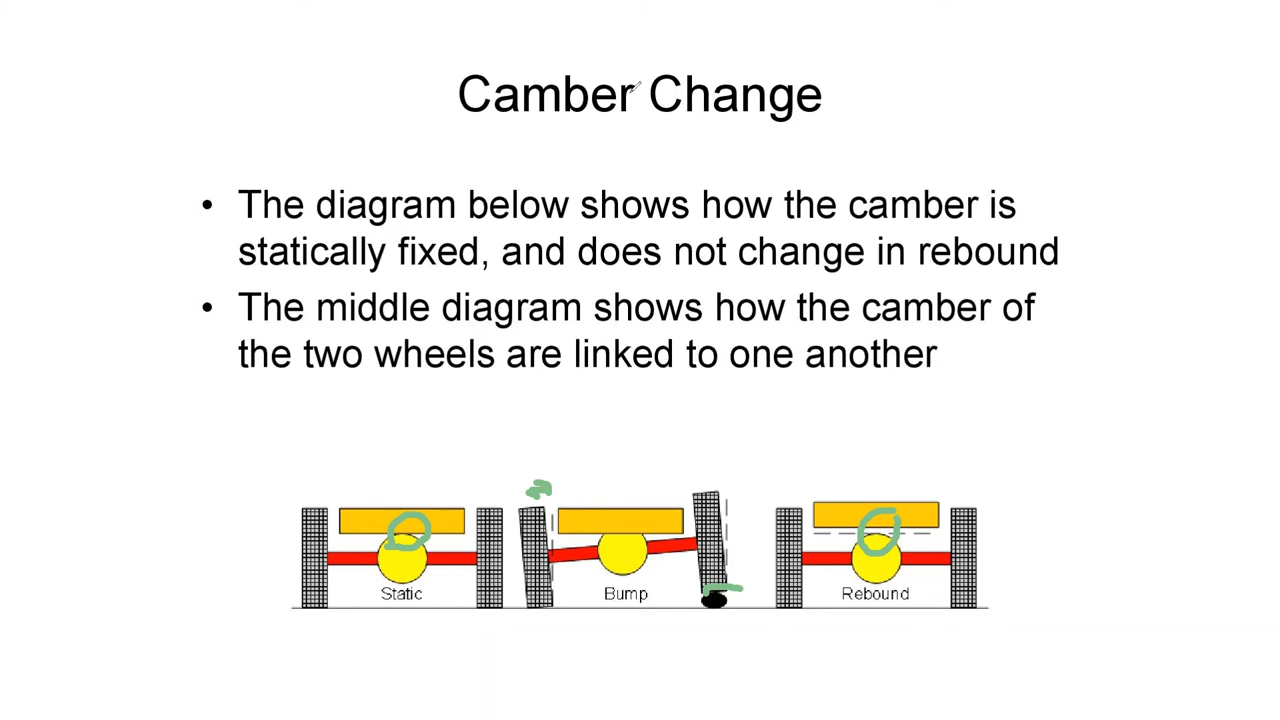 Camber Change
• The diagram below shows how the camber is
statically fixed, and does not change in rebound
• The middle diagram shows how the camber of
the two wheels are linked to one another
Static
Bump
Rebound